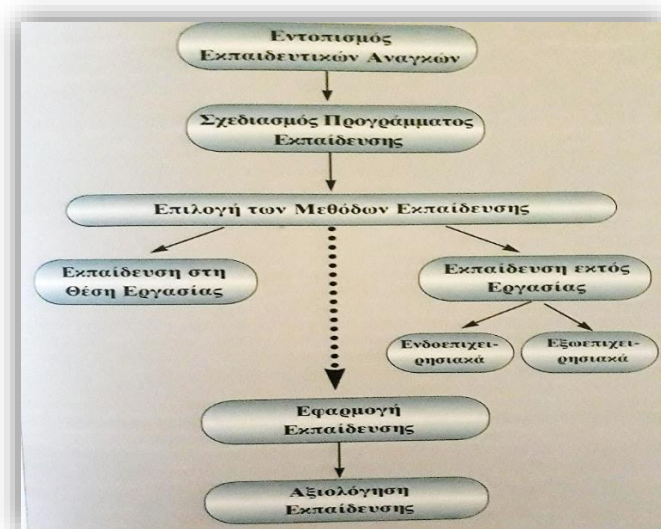 Εντοπισμός
Εκπαιδευτικών Αναγκών
Σχεδιασμός Προγράμματος
Εκπαίδευσης
Επιλογή των Μεθόδων Εκπαίδευσης
Εκπαίδευση στη
Θέση Εργασίας
Εκπαίδευση εκτός
Εργασίας
Ενδοεπιχει-
ρησιακά
Εξωεπιχει-
ρησιακά
Εφαρμογή
Εκπαίδευσης
Αξιολόγηση
Εκπαίδευσης